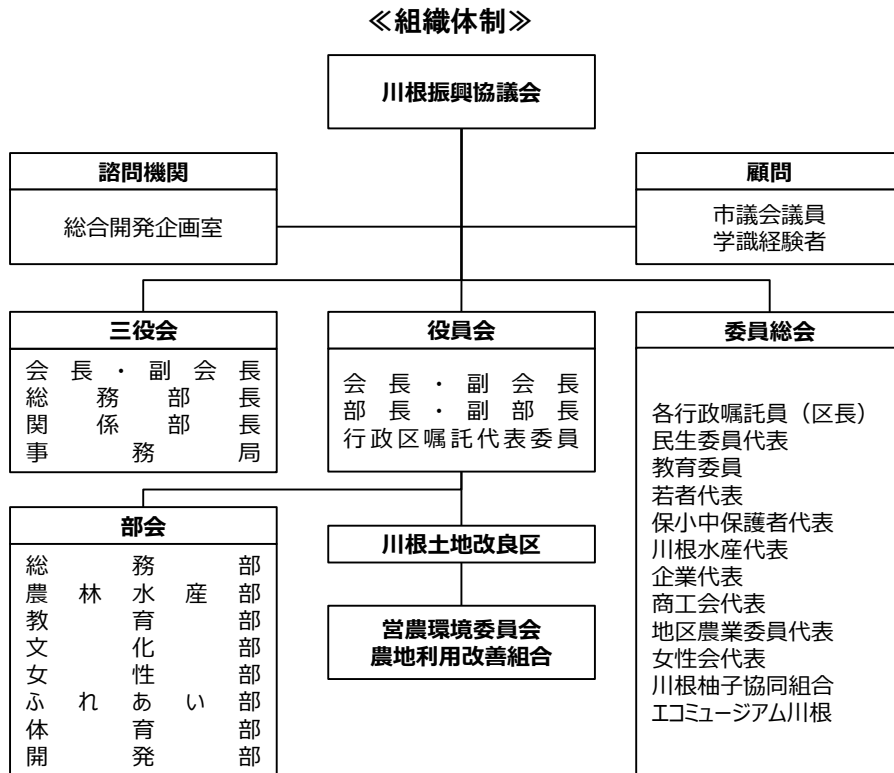 ≪組織体制≫
川根振興協議会
諮問機関
総合開発企画室
顧問
市議会議員
学識経験者
三役会
会長・副会長
総務部長
関係部長
事務局
役員会
会長・副会長
部長・副部長
行政区嘱託代表委員
委員総会
各行政嘱託員（区長）
民生委員代表
教育委員
若者代表
保小中保護者代表
川根水産代表
企業代表
商工会代表
地区農業委員代表
女性会代表
川根柚子協同組合
エコミュージアム川根
部会
総務部
農林水産部
教育部
文化部
女性部
ふれあい部
体育部
開発部
川根土地改良区
営農環境委員会
農地利用改善組合